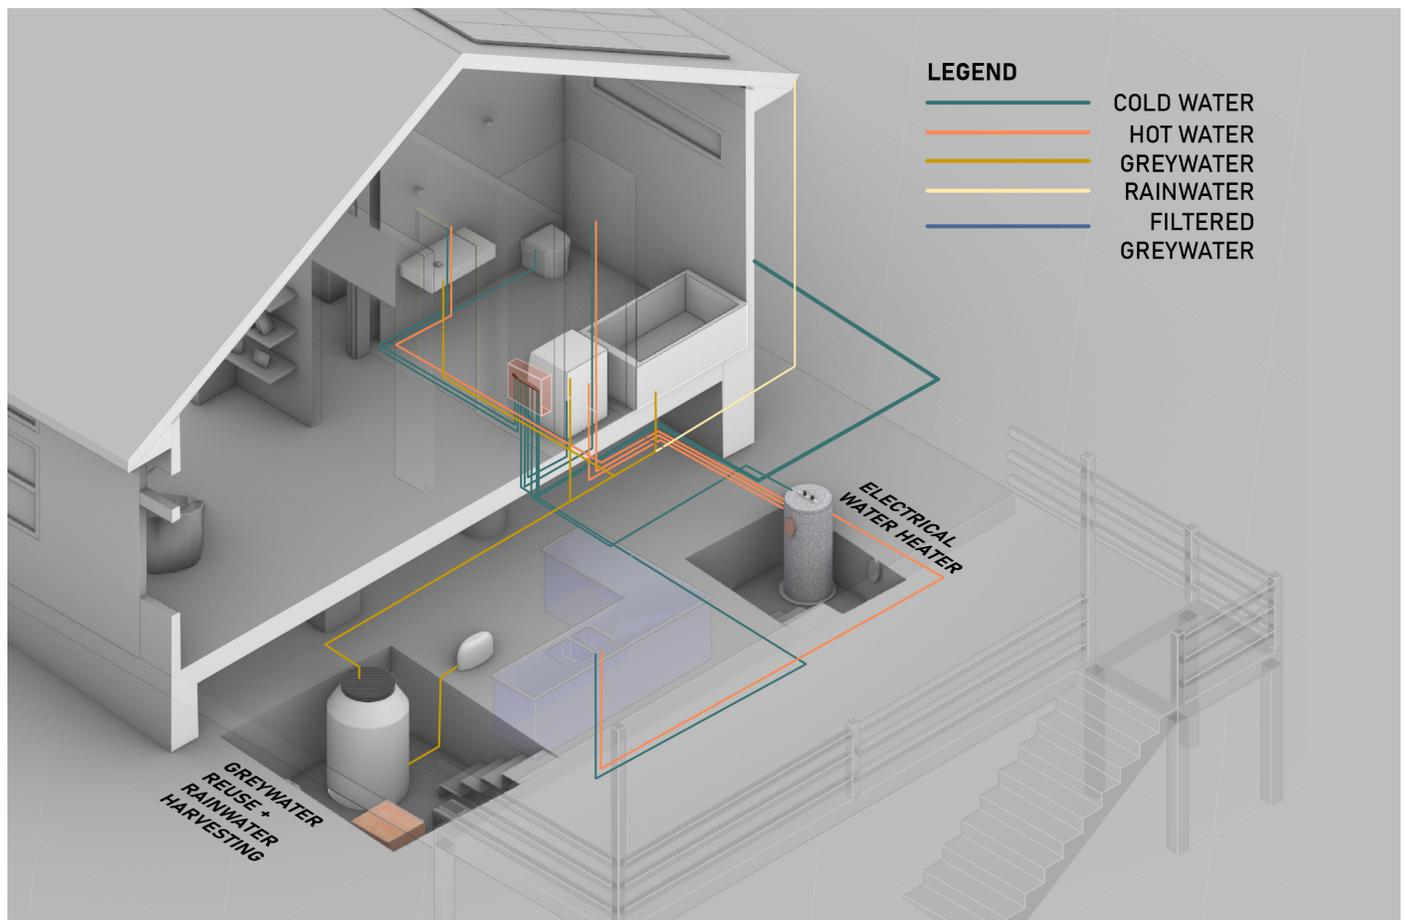 LEGEND
COLD WATER
HOT WATER
GREYWATER
RAINWATER
FILTERED
GREYWATER
ELECTRICAL
WATER HEATER
GREYWATER
REUSE +
RAINWATER
HARVESTING